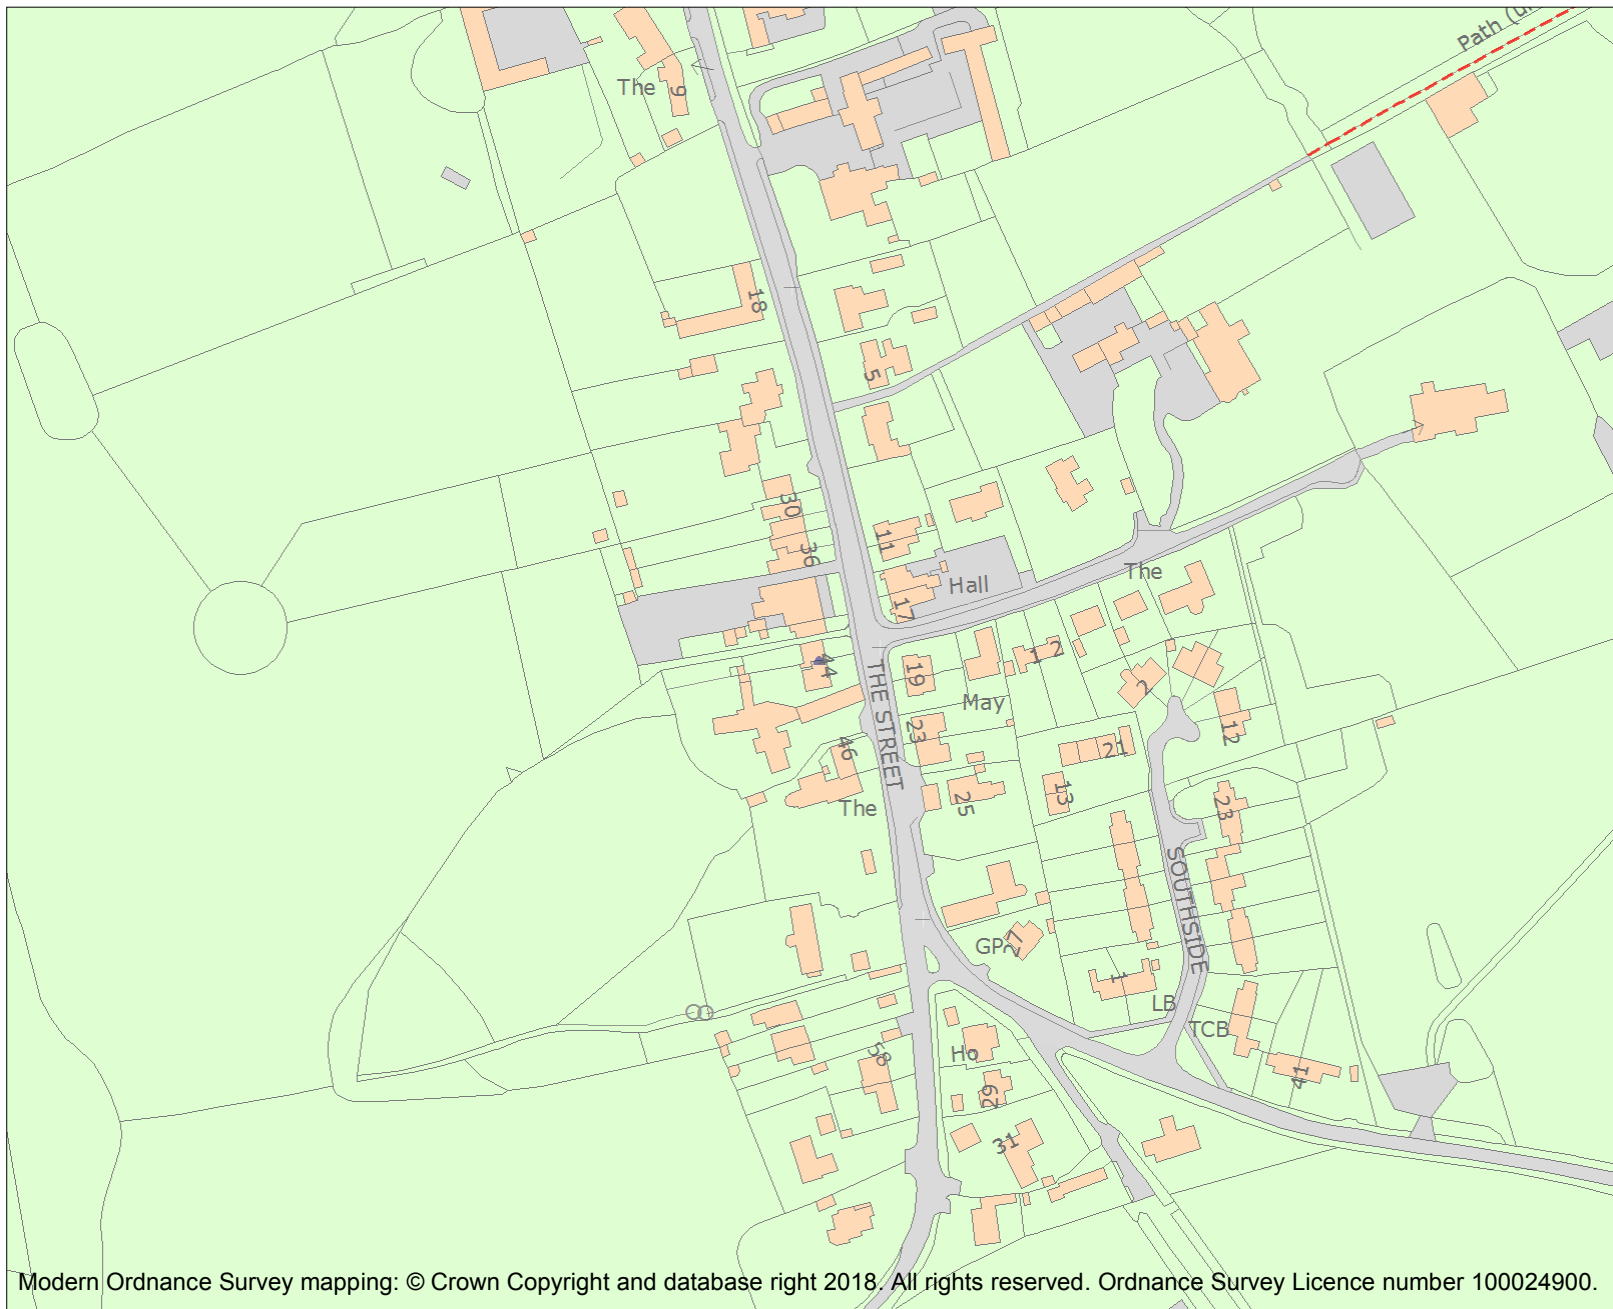 Path (u
The
9
18
5
30
36
11
Hall
17
The
44
THE STREET
19
1
2
2
May
23
12
46
21
The
25
13
23
SOUTHSIDE
GP
27
1
LB
TCB
58
Ho
29
41
31
Modern Ordnance Survey mapping: © Crown Copyright and database right 2018. All rights reserved. Ordnance Survey Licence number 100024900.